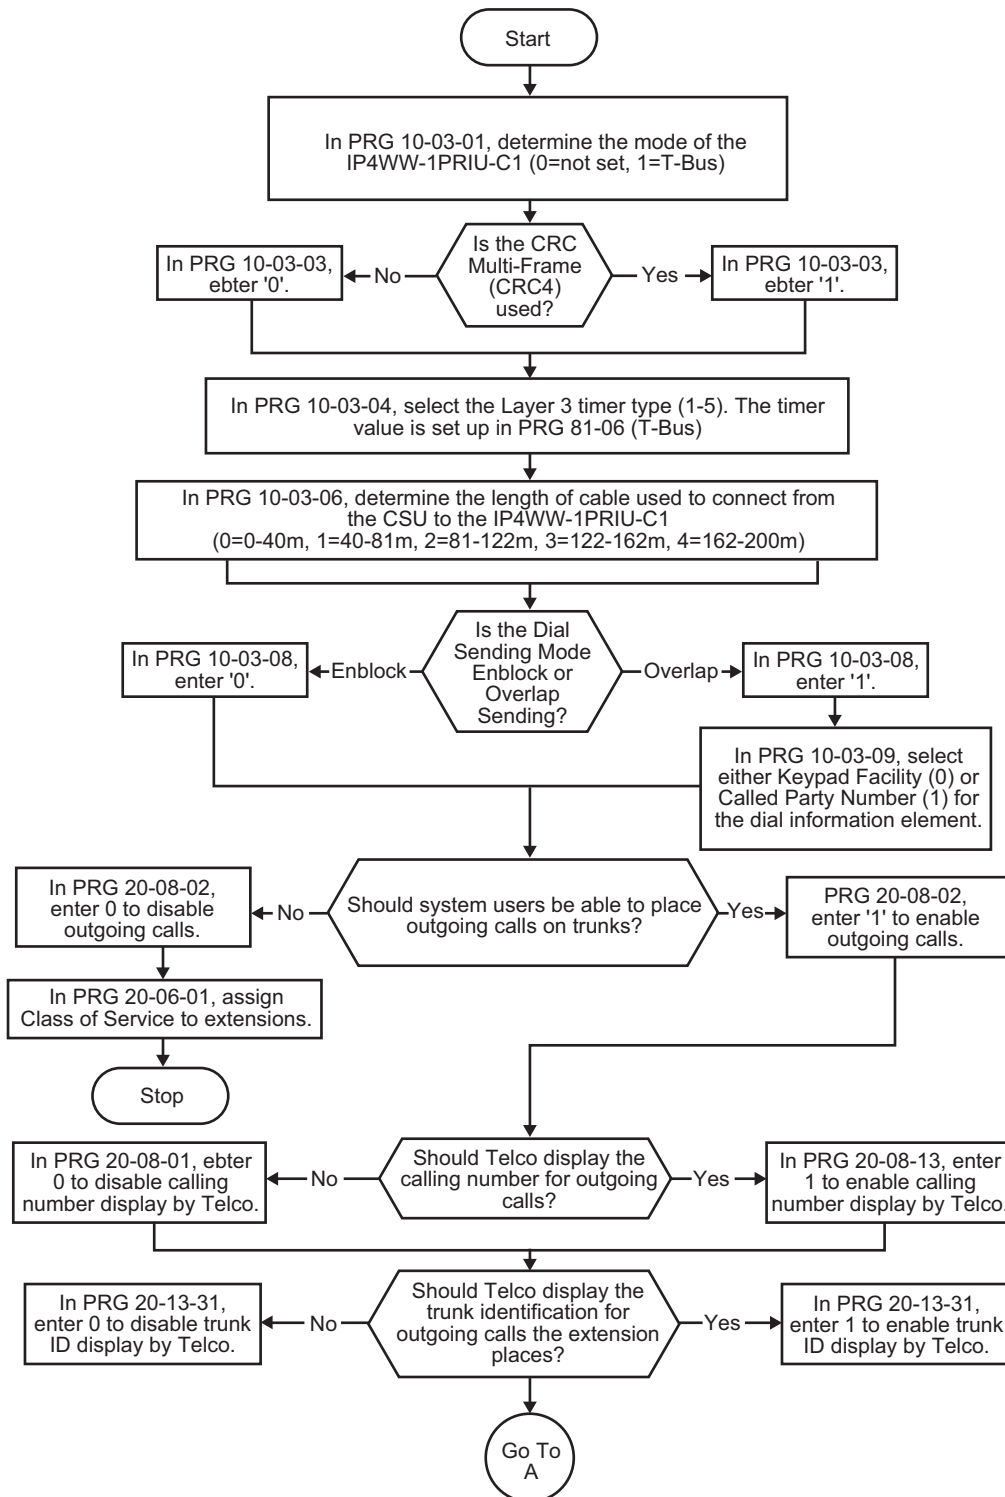 Start
In PRG 10-03-01, determine the mode of the
IP4WW-1PRIU-C1 (0=not set, 1=T-Bus)
Is the CRC
Multi-Frame
(CRC4)
used?
No
Yes
In PRG 10-03-03,
ebter '0'.
In PRG 10-03-03,
ebter '1'.
In PRG 10-03-04, select the Layer 3 timer type (1-5). The timer
value is set up in PRG 81-06 (T-Bus)
In PRG 10-03-06, determine the length of cable used to connect from
the CSU to the IP4WW-1PRIU-C1
(0=0-40m, 1=40-81m, 2=81-122m, 3=122-162m, 4=162-200m)
Is the Dial
Sending Mode
Enblock or
Overlap
Sending?
Enblock
Overlap
In PRG 10-03-08,
enter '0'.
In PRG 10-03-08,
enter '1'.
In PRG 10-03-09, select
either Keypad Facility (0) or
Called Party Number (1) for
the dial information element.
Should system users be able to place
outgoing calls on trunks?
No
Yes
In PRG 20-08-02,
enter 0 to disable
outgoing calls.
PRG 20-08-02,
enter '1' to enable
outgoing calls.
In PRG 20-06-01, assign
Class of Service to extensions.
Stop
Should Telco display the
calling number for outgoing
calls?
No
Yes
In PRG 20-08-01, ebter
0 to disable calling
number display by Telco.
In PRG 20-08-13, enter
1 to enable calling
number display by Telco.
Should Telco display the
trunk identification for
outgoing calls the extension
places?
No
Yes
In PRG 20-13-31,
enter 0 to disable trunk
ID display by Telco.
In PRG 20-13-31,
enter 1 to enable trunk
ID display by Telco.
Go To
A